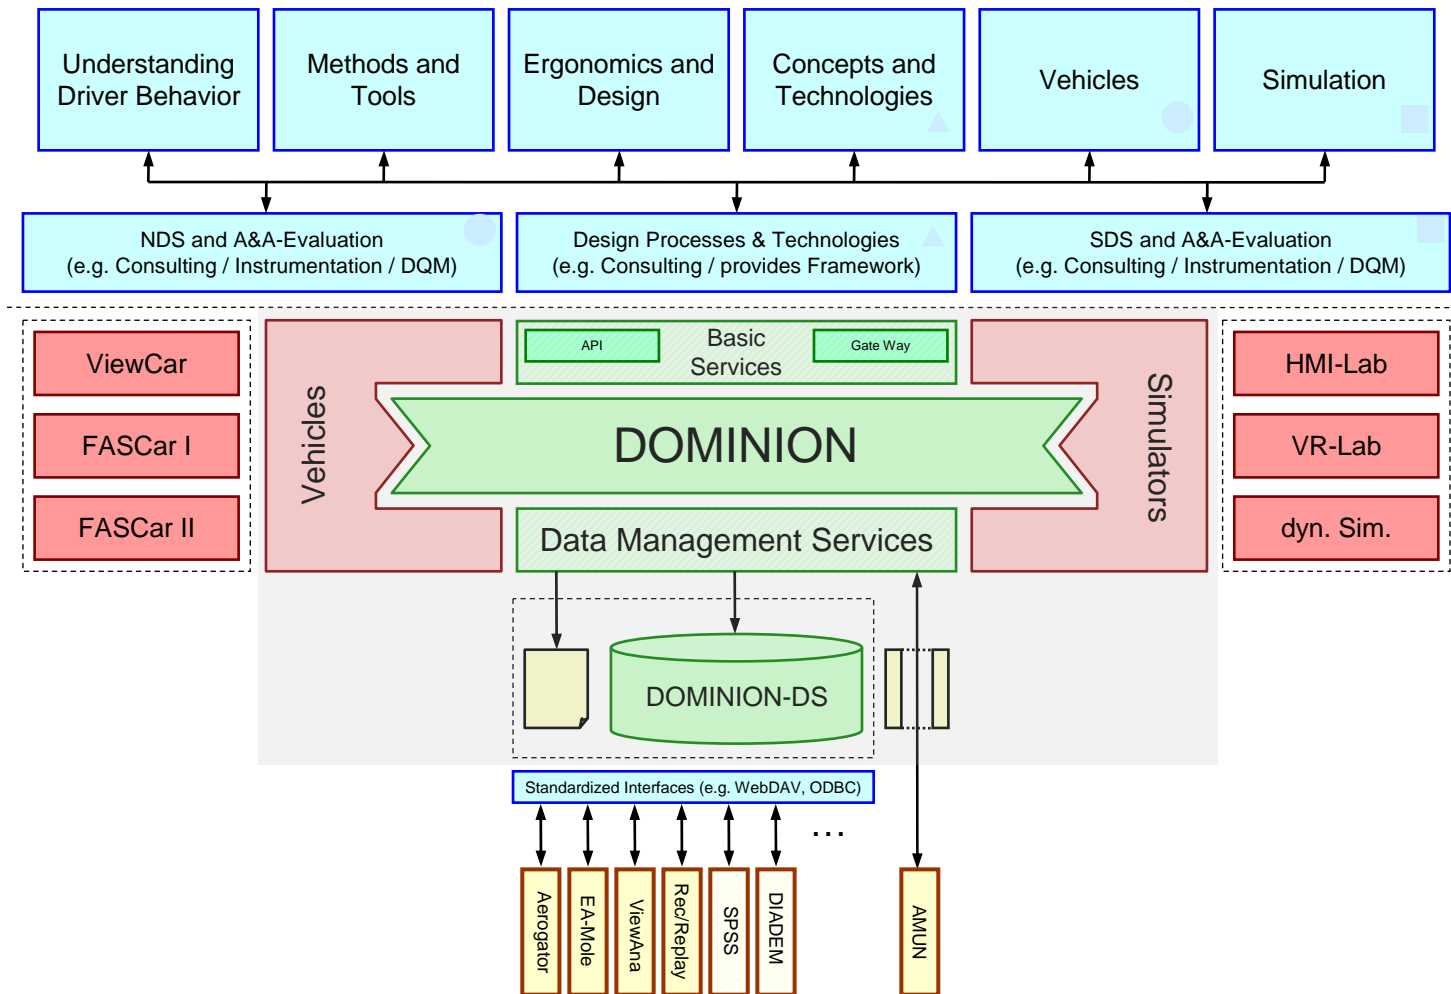 Understanding
Driver Behavior
Methods and
Tools
Ergonomics and
Design
Concepts and
Technologies
Vehicles
Simulation
NDS and A&A-Evaluation
(e.g. Consulting / Instrumentation / DQM)
Design Processes & Technologies
(e.g. Consulting / provides Framework)
SDS and A&A-Evaluation
(e.g. Consulting / Instrumentation / DQM)
ViewCar
FASCar I
FASCar II
Vehicles
API
Basic
Services
Gate Way
DOMINION
Data Management Services
Simulators
HMI-Lab
VR-Lab
dyn. Sim.
DOMINION-DS
Standardized Interfaces (e.g. WebDAV, ODBC)
...
Aerogator
EA-Mole
ViewAna
Rec/Replay
SPSS
DIADEM
AMUN